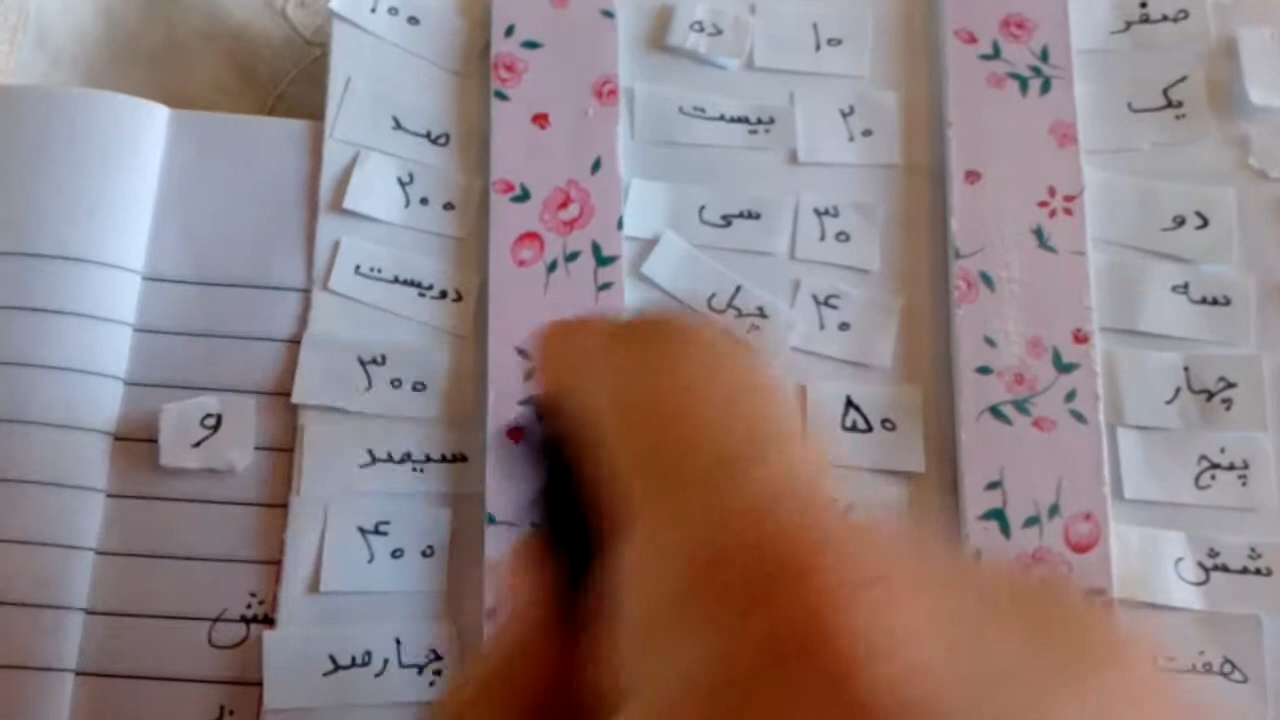 صفر
یک
دو
سه
چهار
پنج
شش
هفت
۱۰ ده
۲۰ بیست
۳۰ سی
۴۰ چهل
۵۰
۱۰۰
صد
۲۰۰
دویست
۳۰۰
سیصد
۴۰۰
چهارصد
و